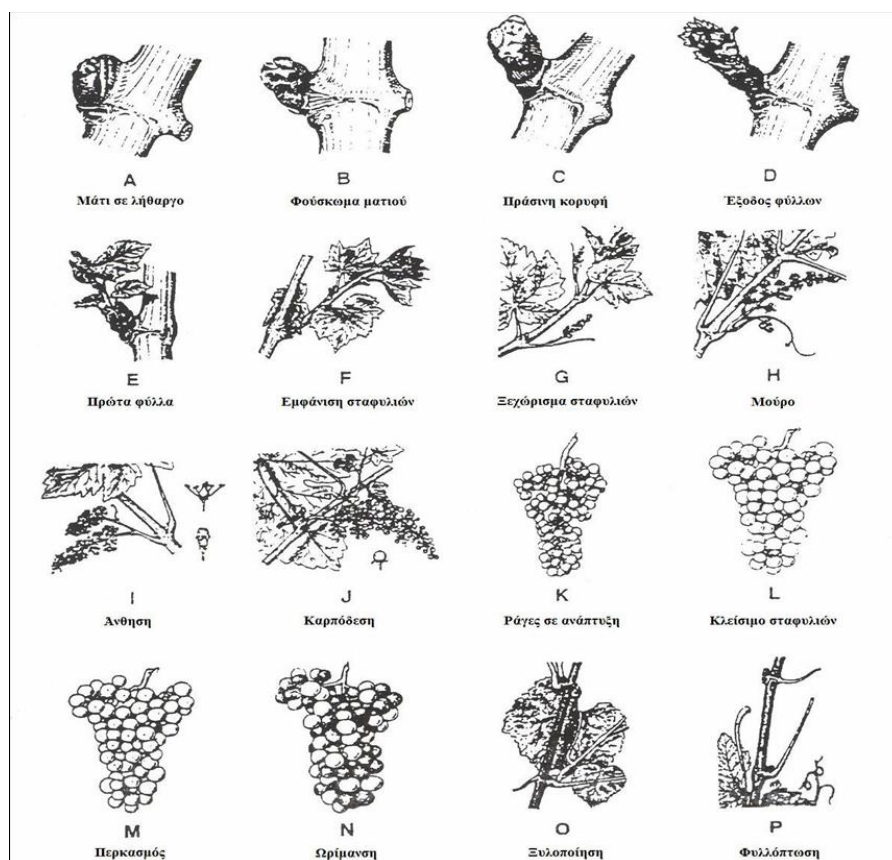 A B C D
Μάτι σε λήθαργο Φούσκωμα ματιού Πράσινη κορυφή Έξοδος φύλλων
E F G H
Πρώτα φύλλα Εμφάνιση σταφυλιών Ξεχώρισμα σταφυλιών Μούρο
I J K L
Άνθηση Καρπόδεση Ράγες σε ανάπτυξη Κλείσιμο σταφυλιών
M N O P
Περκασμός Ωρίμανση Ξυλοποίηση Φυλλόπτωση